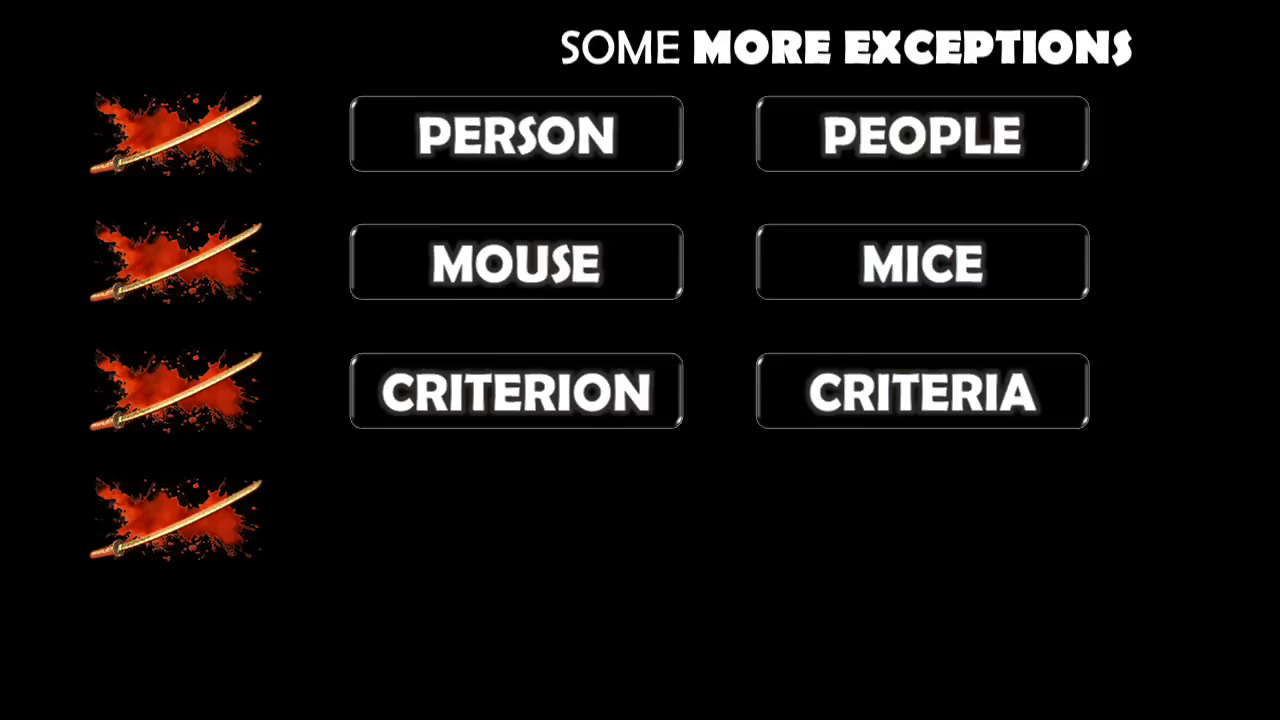 SOME MORE EXCEPTIONS
PERSON PEOPLE
MOUSE MICE
CRITERION CRITERIA